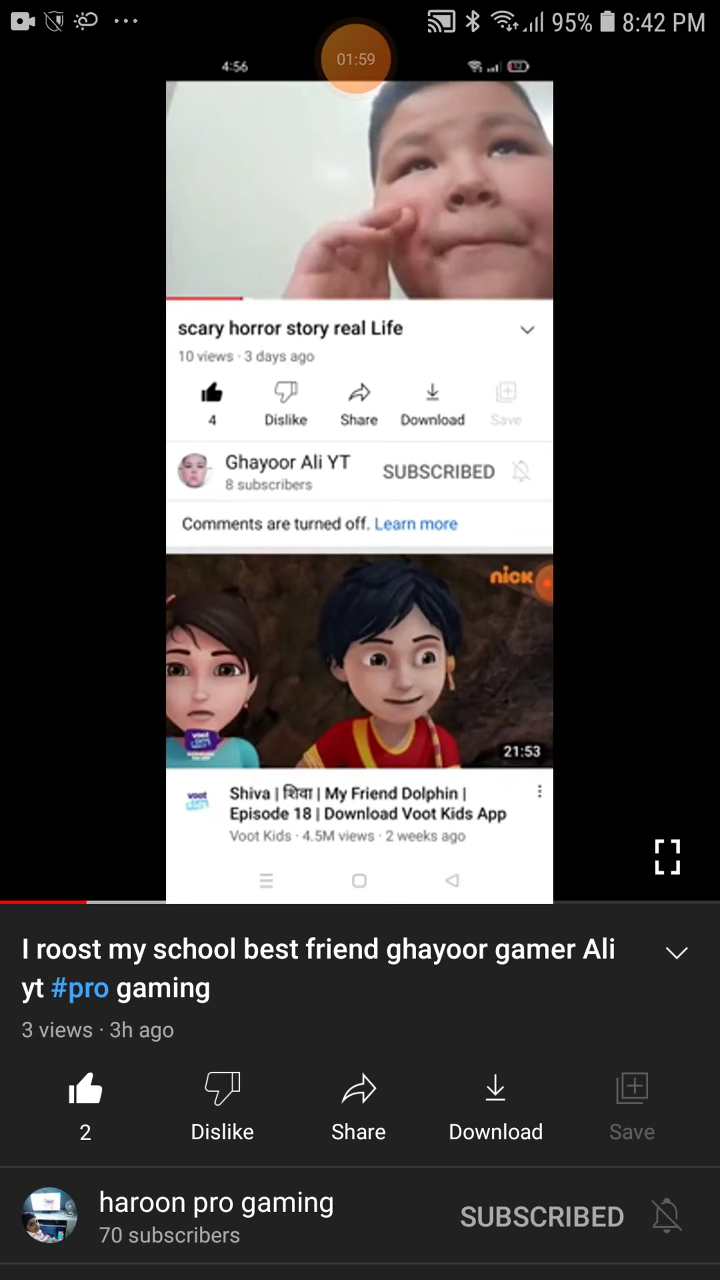 95% 8:42 PM
01:59
4:56
scary horror story real Life
10 views · 3 days ago
4 Dislike Share Download Save
Ghayoor Ali YT
8 subscribers
SUBSCRIBED
Comments are turned off. Learn more
nick
21:53
Shiva | शिवा | My Friend Dolphin |
Episode 18 | Download Voot Kids App
Voot Kids · 4.5M views · 2 weeks ago
I roost my school best friend ghayoor gamer Ali
yt #pro gaming
3 views · 3h ago
2 Dislike Share Download Save
haroon pro gaming
70 subscribers
SUBSCRIBED